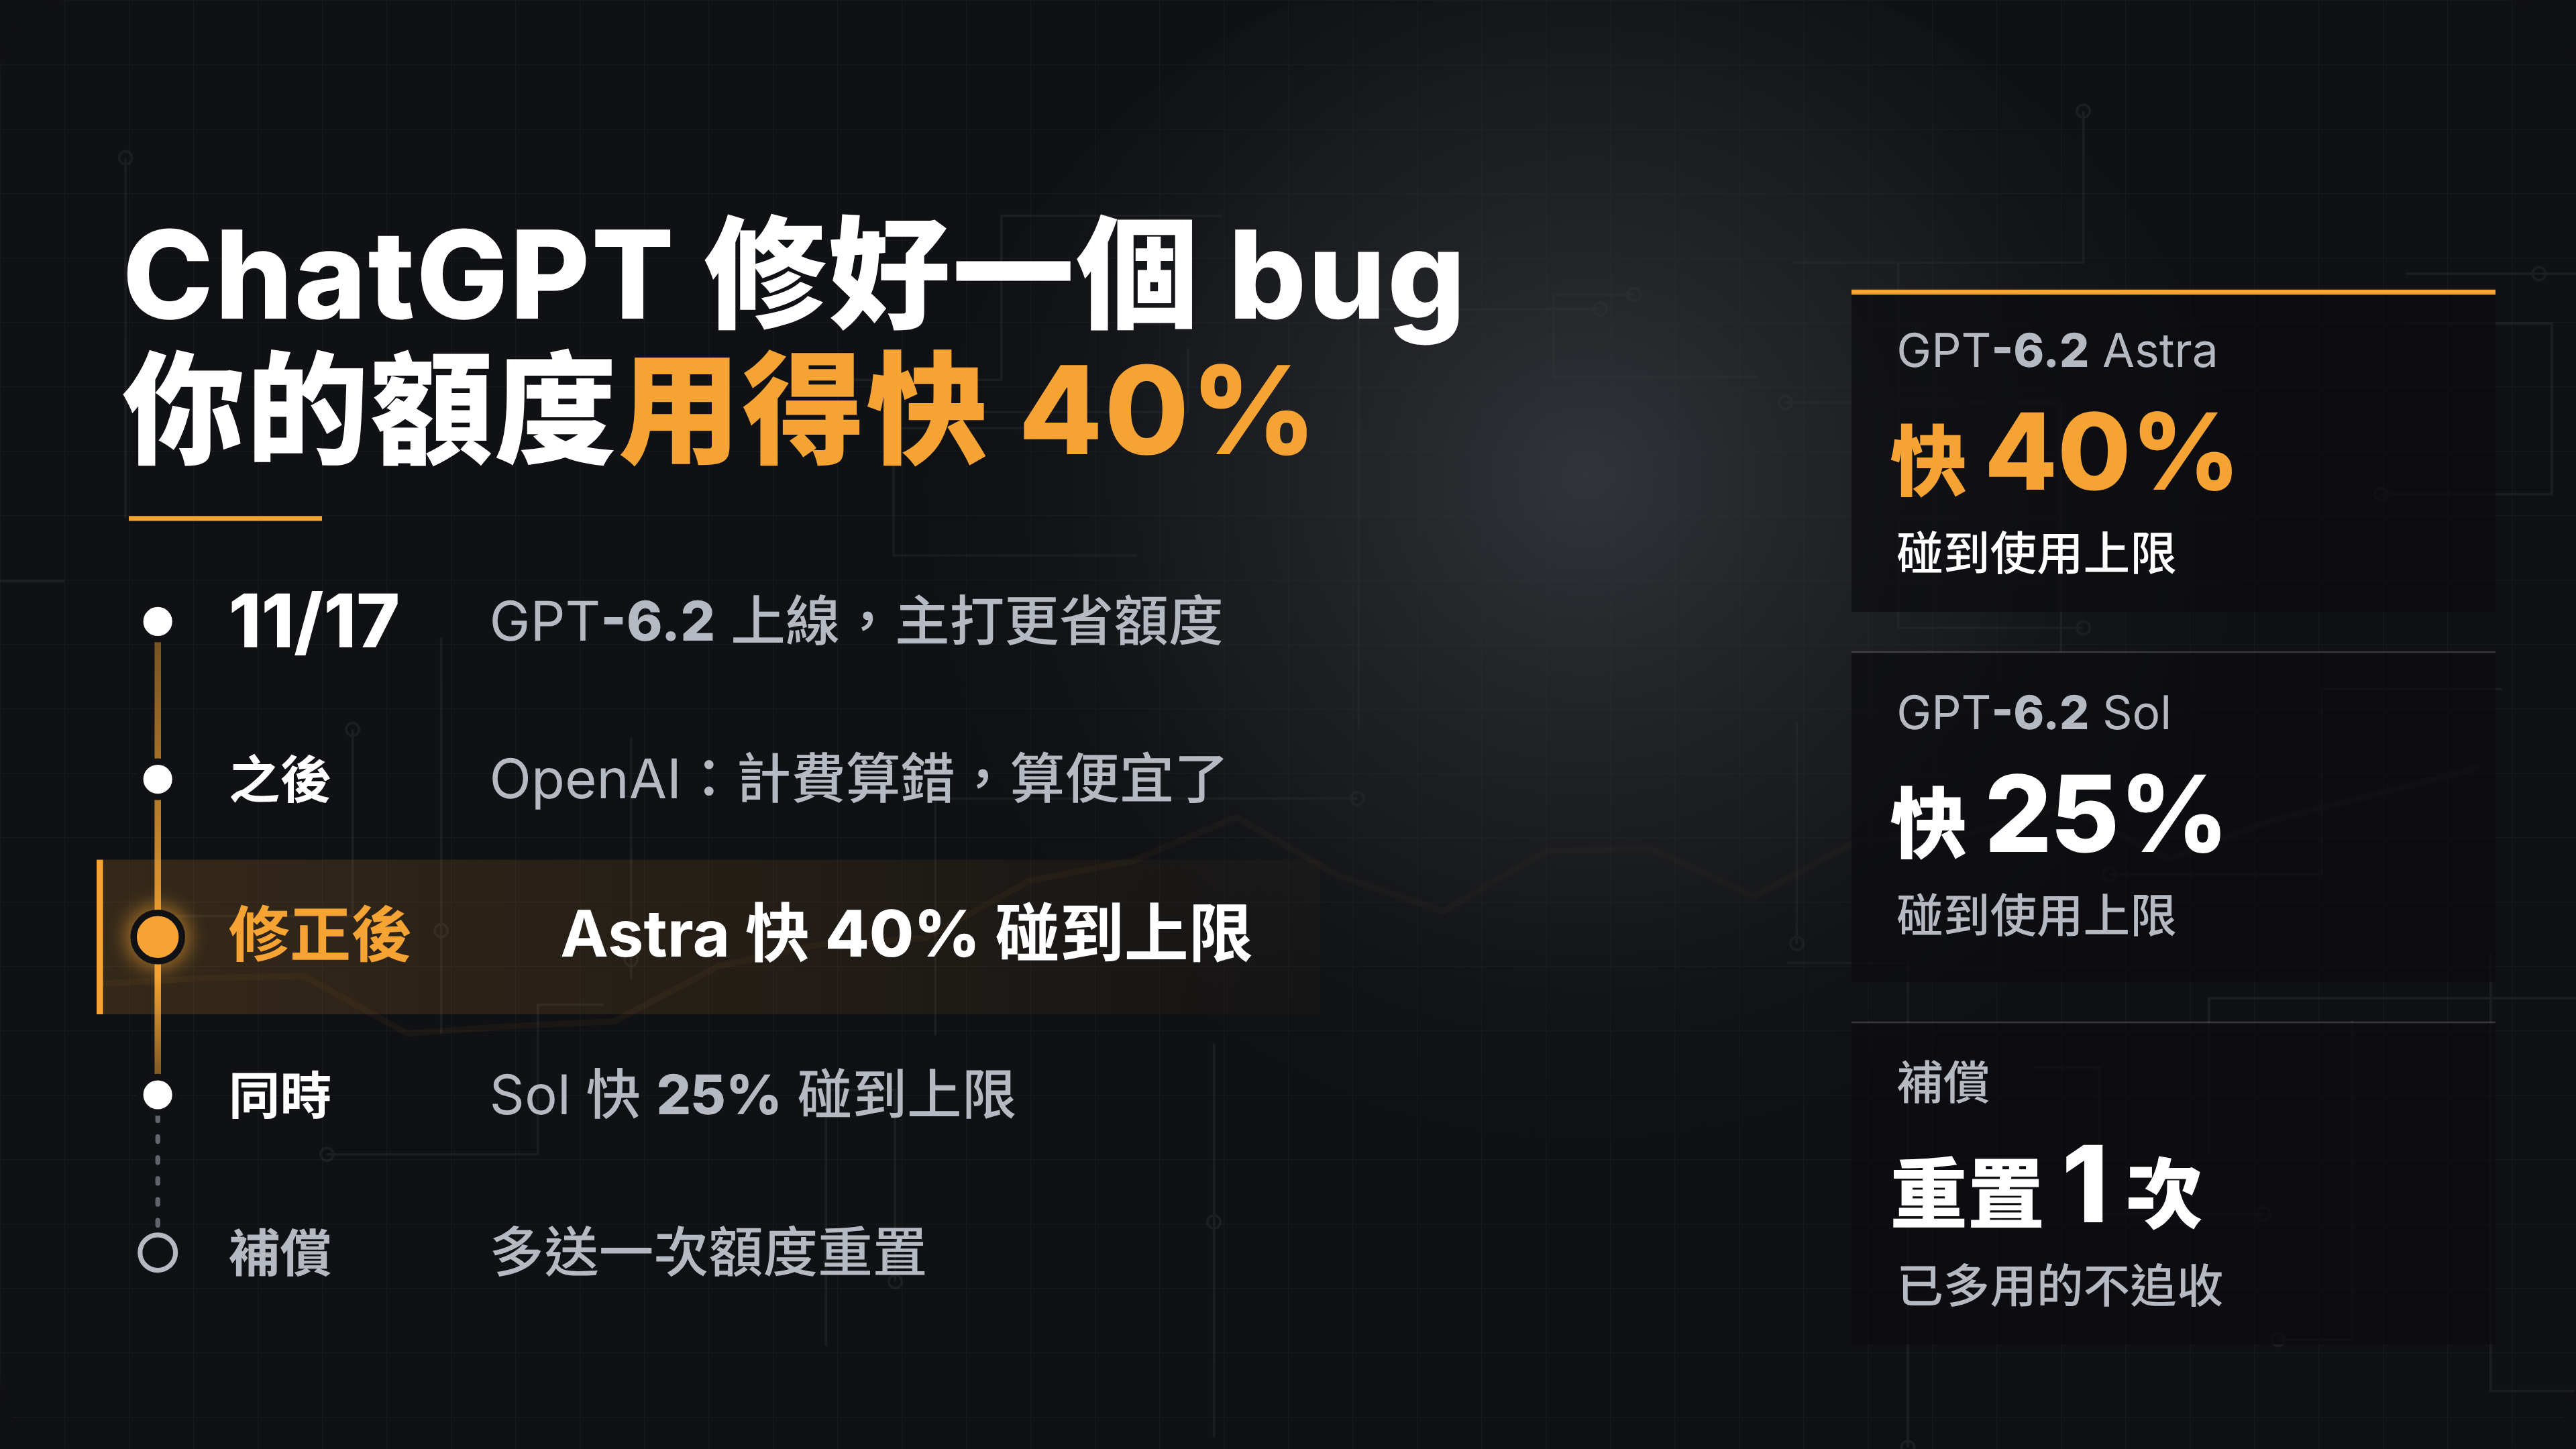 ChatGPT 修好一個 bug
你的額度用得快 40%
11/17 GPT-6.2 上線，主打更省額度
之後 OpenAI：計費算錯，算便宜了
修正後 Astra 快 40% 碰到上限
同時 Sol 快 25% 碰到上限
補償 多送一次額度重置
GPT-6.2 Astra
快 40%
碰到使用上限
GPT-6.2 Sol
快 25%
碰到使用上限
補償
重置 1 次
已多用的不追收